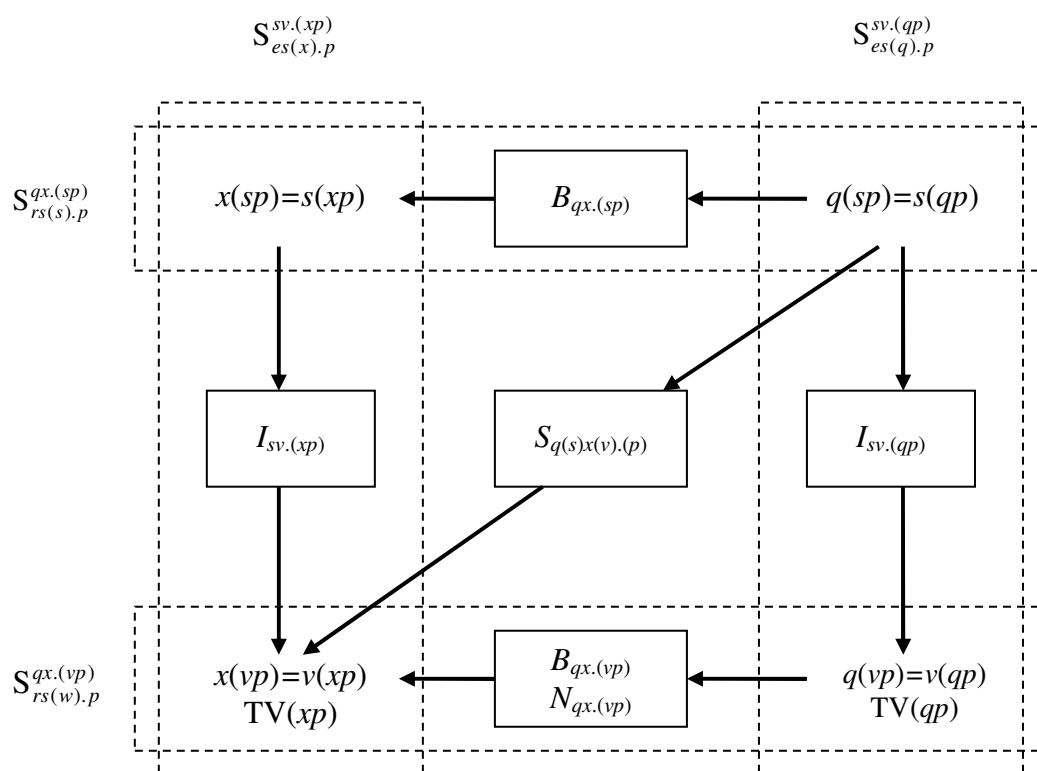 S^{sv.(xp)}_{es(x).p} S^{sv.(qp)}_{es(q).p}
S^{qx.(sp)}_{rs(s).p} x(sp)=s(xp) B_{qx.(sp)} q(sp)=s(qp)
I_{sv.(xp)} S_{q(s)x(v).(p)} I_{sv.(qp)}
S^{qx.(vp)}_{rs(w).p} x(vp)=v(xp) B_{qx.(vp)} q(vp)=v(qp)
TV(xp) N_{qx.(vp)} TV(qp)